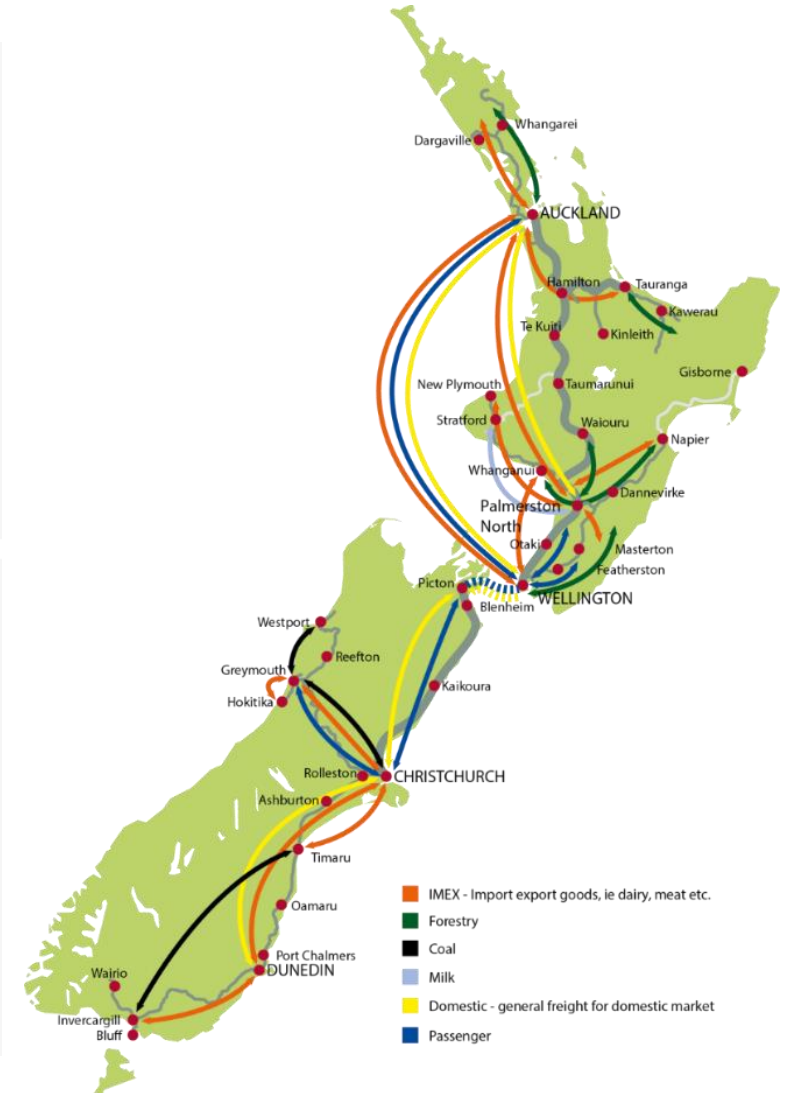 Whangarei
Dargaville
AUCKLAND
Hamilton
Tauranga
Kawerau
Te Kuiti
Kinleith
Gisborne
New Plymouth
Taumarunui
Stratford
Waiouru
Napier
Whanganui
Dannevirke
Palmerston
North
Otaki
Masterton
Featherston
Picton
WELLINGTON
Blenheim
Westport
Reefton
Greymouth
Kaikoura
Hokitika
Rolleston
CHRISTCHURCH
Ashburton
Timaru
IMEX - Import export goods, ie dairy, meat etc.
Forestry
Coal
Milk
Domestic - general freight for domestic market
Passenger
Oamaru
Port Chalmers
DUNEDIN
Wairio
Invercargill
Bluff